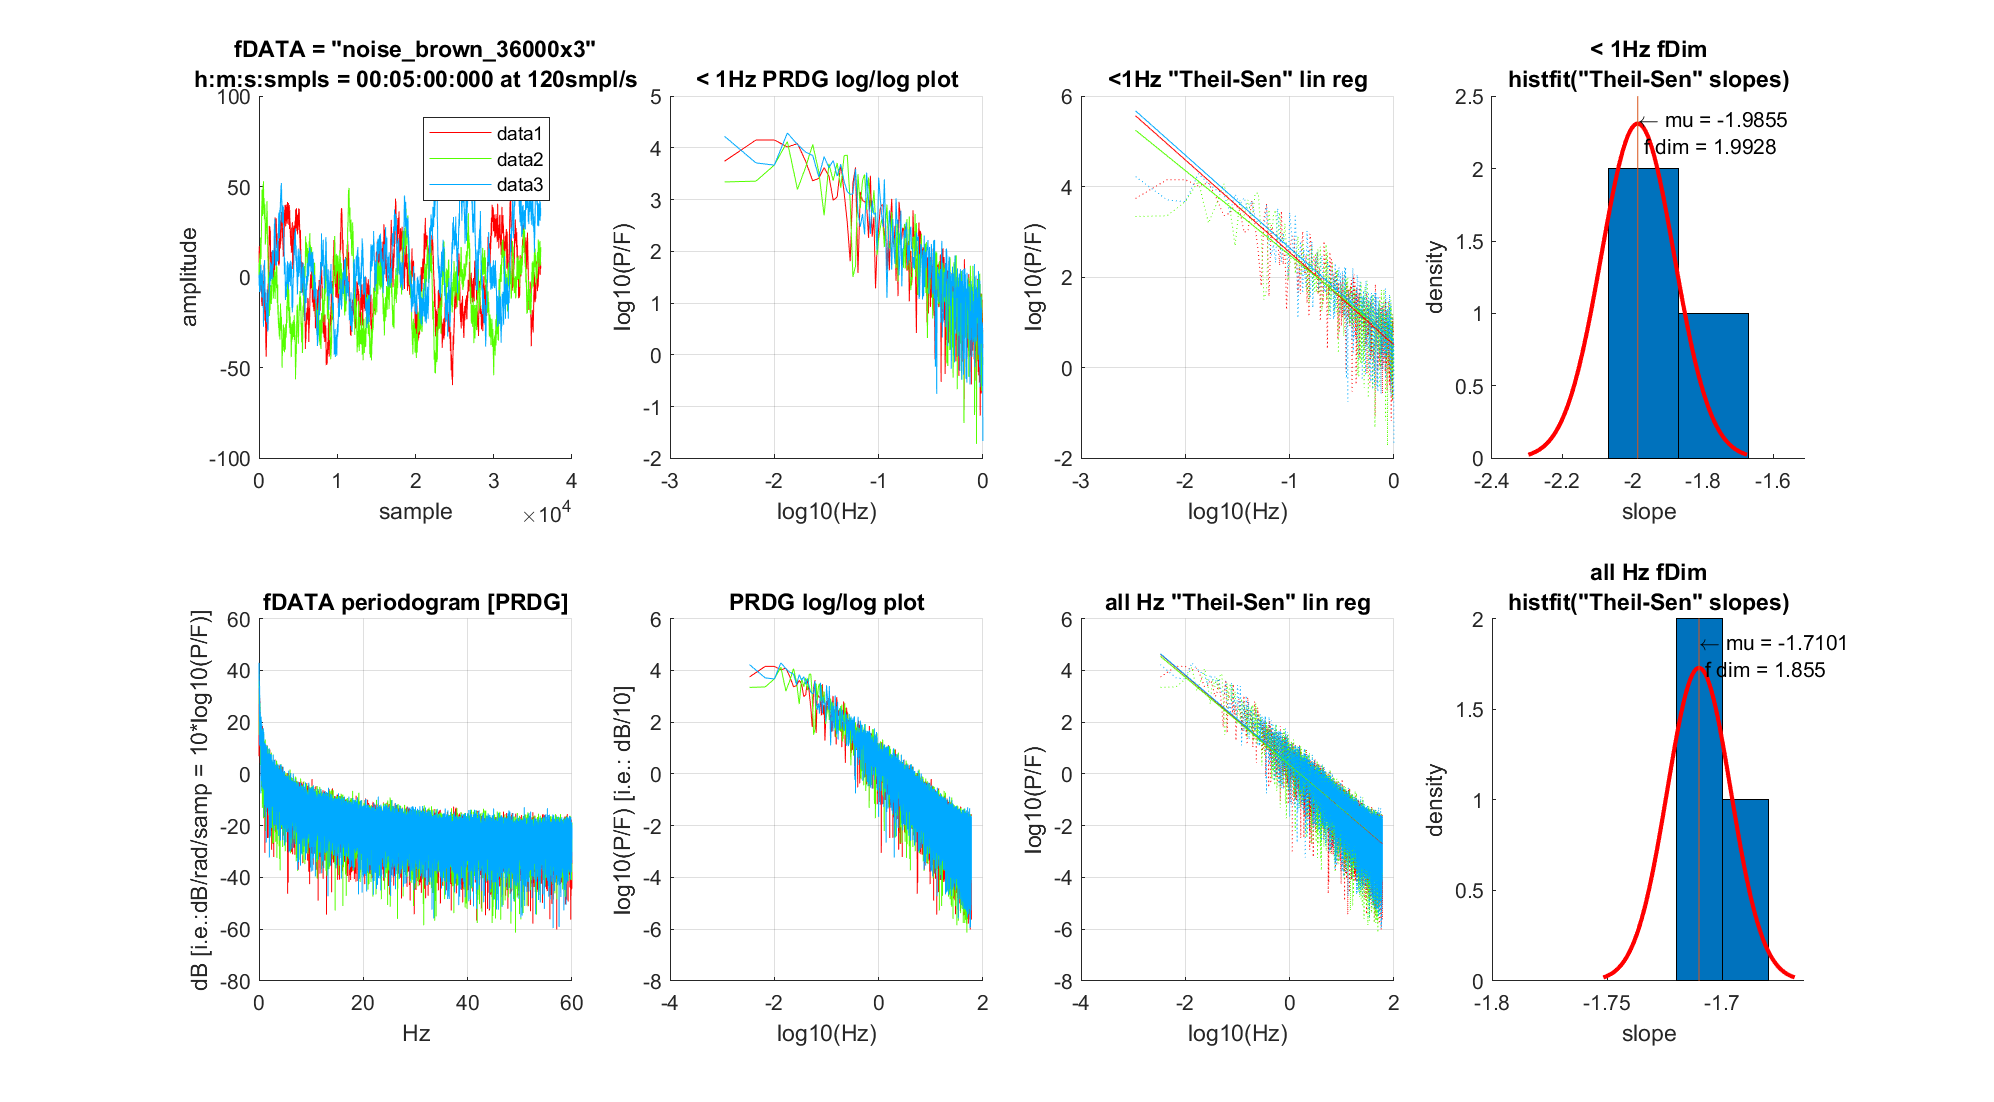 fDATA = "noise_brown_36000x3"
h:m:s:smpls = 00:05:00:000 at 120smpl/s
100
50
0
-50
-100
amplitude
data1
data2
data3
0 1 2 3 4
sample
×10^4
< 1Hz PRDG log/log plot
5
4
3
2
1
0
-1
-2
log10(P/F)
-3 -2 -1 0
log10(Hz)
<1Hz "Theil-Sen" lin reg
6
4
2
0
-2
log10(P/F)
-3 -2 -1 0
log10(Hz)
< 1Hz fDim
histfit("Theil-Sen" slopes)
2.5
2
1.5
1
0.5
0
density
← mu = -1.9855
f dim = 1.9928
-2.4 -2.2 -2 -1.8 -1.6
slope
fDATA periodogram [PRDG]
60
40
20
0
-20
-40
-60
-80
dB [i.e.:dB/rad/samp = 10*log10(P/F)]
0 20 40 60
Hz
PRDG log/log plot
6
4
2
0
-2
-4
-6
-8
log10(P/F) [i.e.: dB/10]
-4 -2 0 2
log10(Hz)
all Hz "Theil-Sen" lin reg
6
4
2
0
-2
-4
-6
-8
log10(P/F)
-4 -2 0 2
log10(Hz)
all Hz fDim
histfit("Theil-Sen" slopes)
2
1.5
1
0.5
0
density
← mu = -1.7101
f dim = 1.855
-1.8 -1.75 -1.7
slope